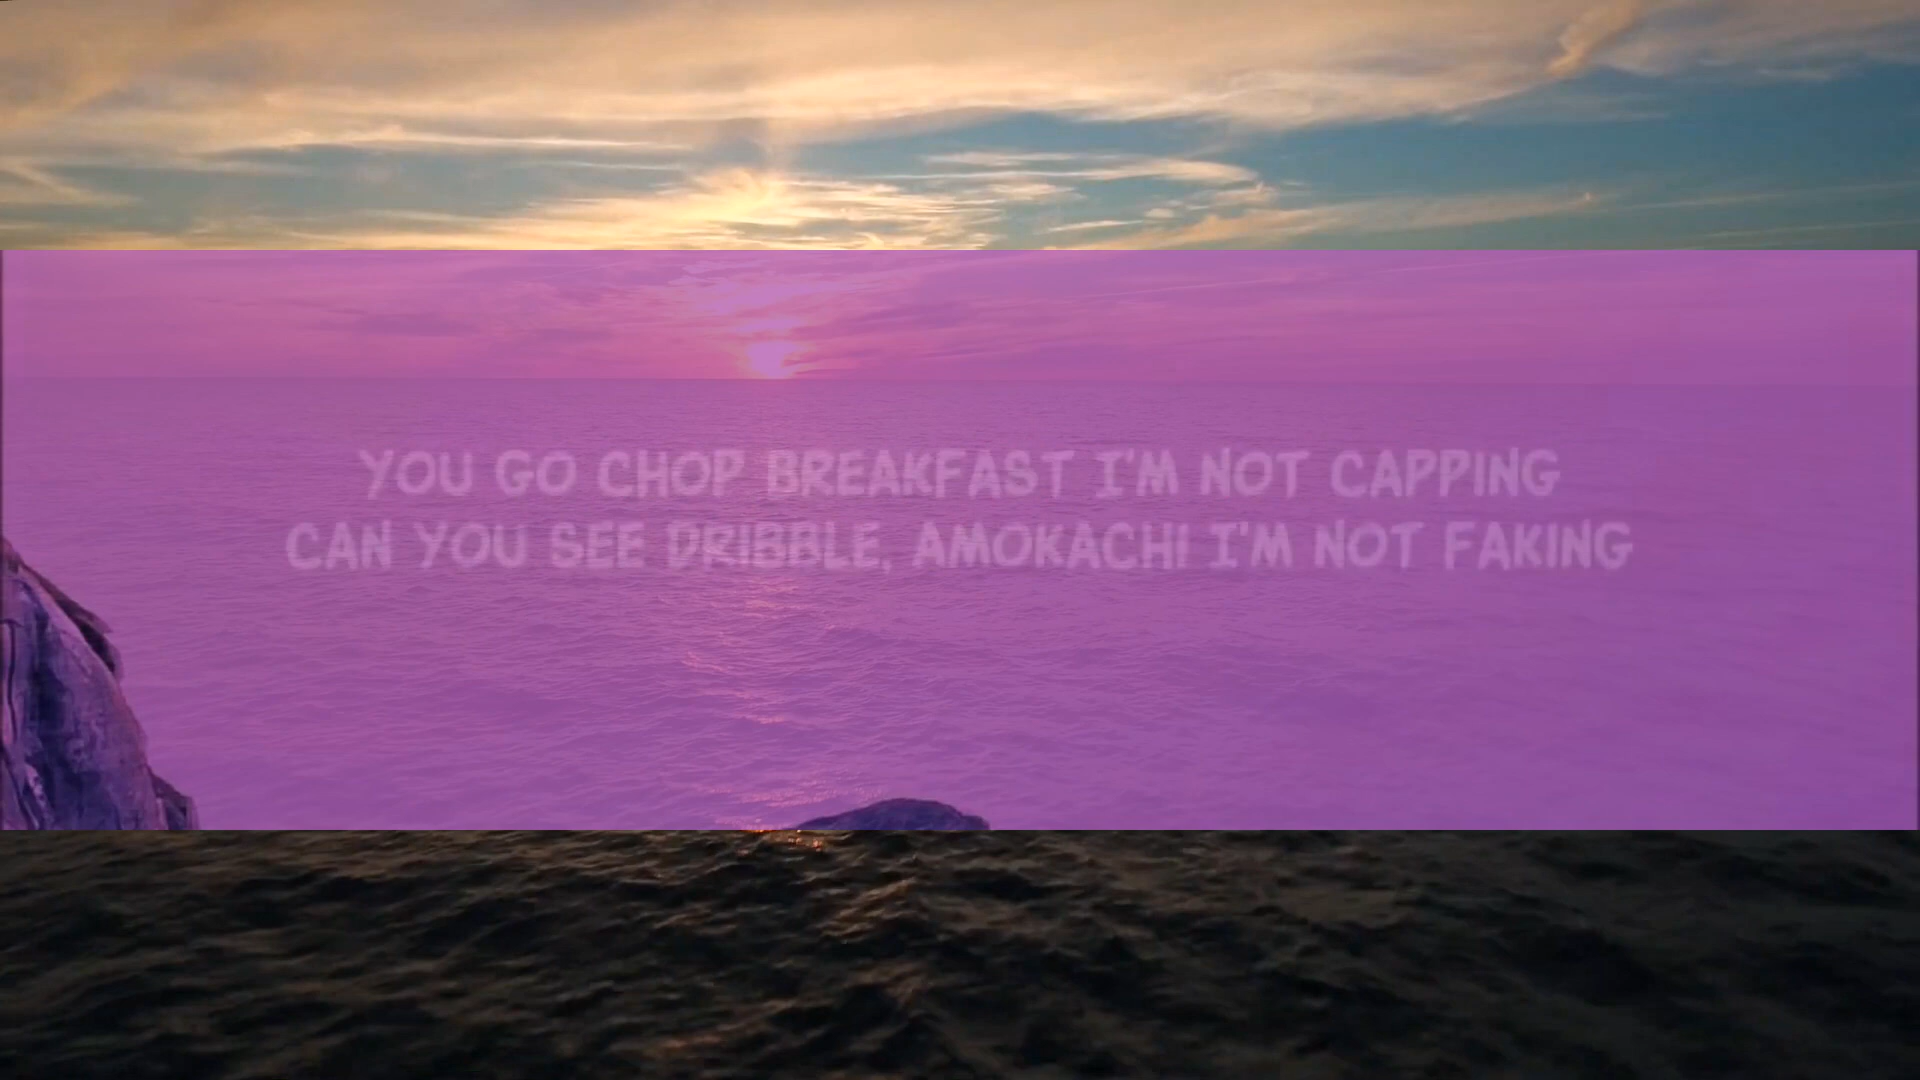 YOU GO CHOP BREAKFAST I'M NOT CAPPING
CAN YOU SEE DRIBBLE, AMOKACHI I'M NOT FAKING